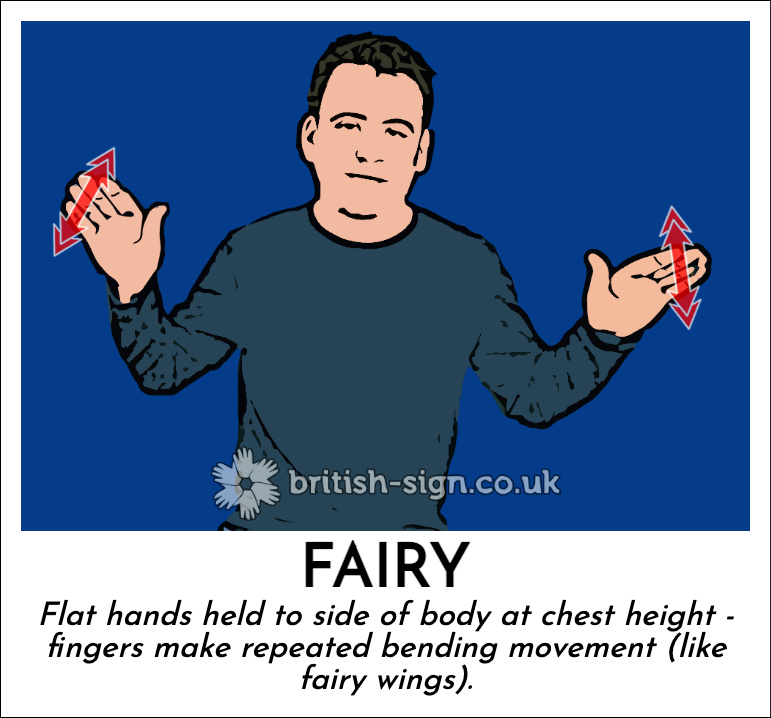 british-sign.co.uk
FAIRY
Flat hands held to side of body at chest height -
fingers make repeated bending movement (like
fairy wings).